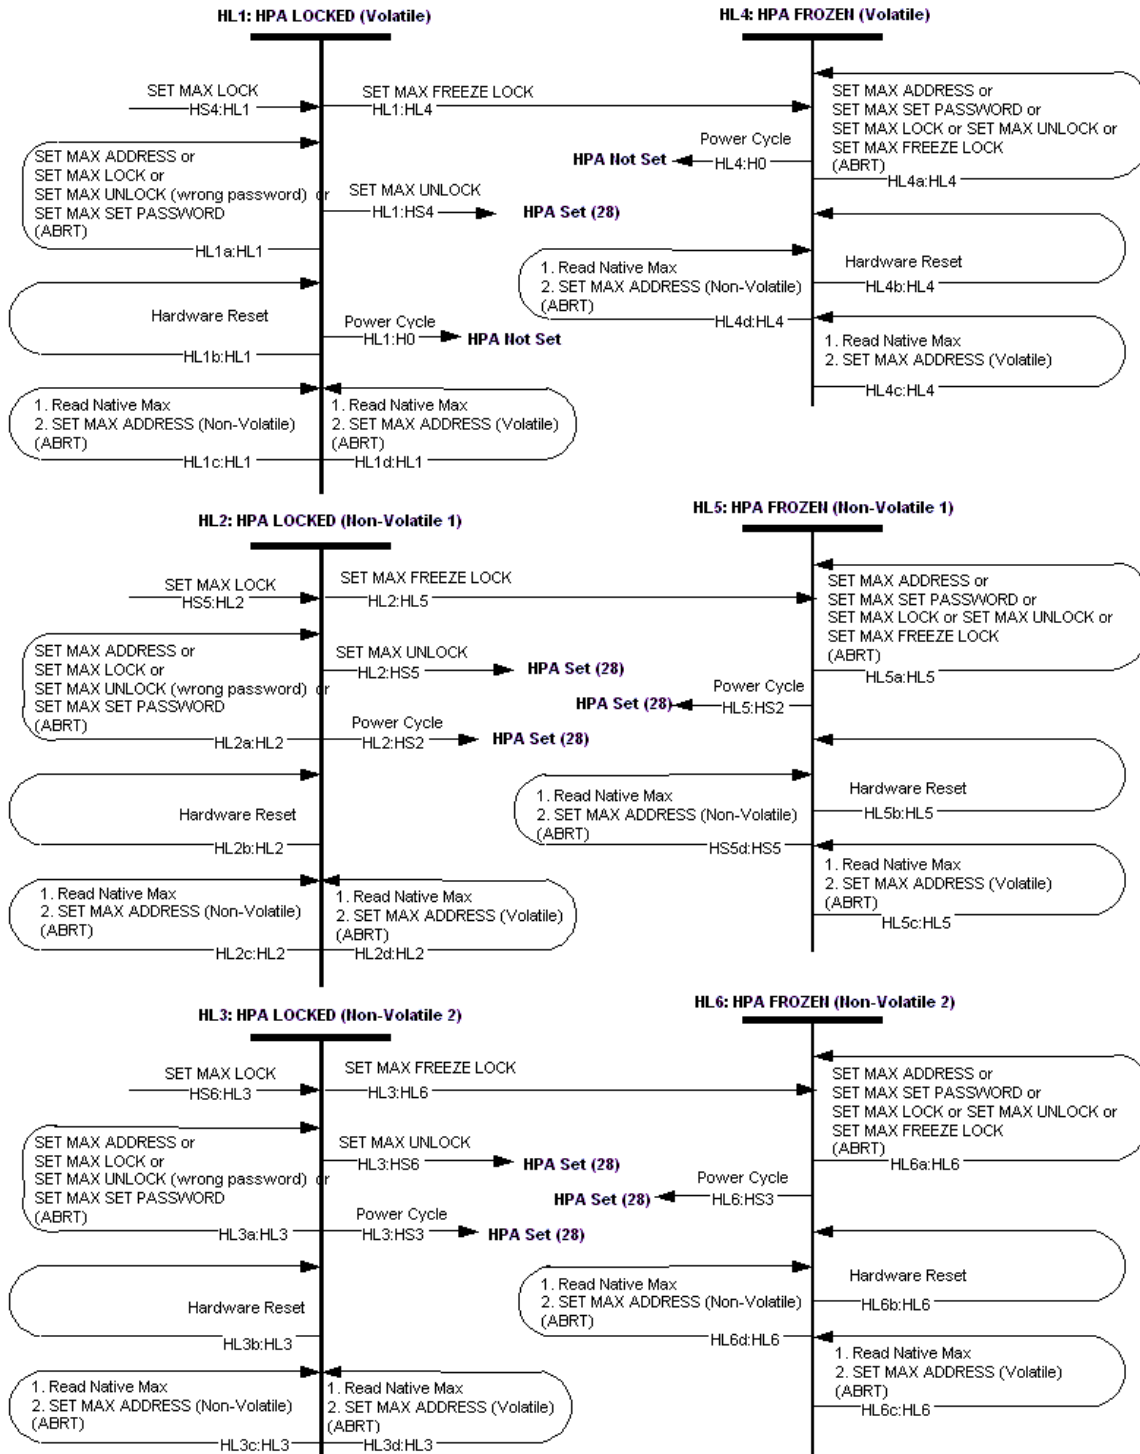 HL1: HPA LOCKED (Volatile)
HL4: HPA FROZEN (Volatile)
SET MAX LOCK
HS4:HL1
SET MAX FREEZE LOCK
HL1:HL4
SET MAX ADDRESS or
SET MAX SET PASSWORD or
SET MAX LOCK or SET MAX UNLOCK or
SET MAX FREEZE LOCK
(ABRT)
HL4a:HL4
Power Cycle
HL4:H0
HPA Not Set
SET MAX ADDRESS or
SET MAX LOCK or
SET MAX UNLOCK (wrong password) or
SET MAX SET PASSWORD
(ABRT)
HL1a:HL1
SET MAX UNLOCK
HL1:HS4
HPA Set (28)
1. Read Native Max
2. SET MAX ADDRESS (Non-Volatile)
(ABRT)
HL4d:HL4
Hardware Reset
HL4b:HL4
Hardware Reset
HL1b:HL1
Power Cycle
HL1:H0
HPA Not Set
1. Read Native Max
2. SET MAX ADDRESS (Volatile)
HL4c:HL4
1. Read Native Max
2. SET MAX ADDRESS (Non-Volatile)
(ABRT)
HL1c:HL1
1. Read Native Max
2. SET MAX ADDRESS (Volatile)
(ABRT)
HL1d:HL1
HL2: HPA LOCKED (Non-Volatile 1)
HL5: HPA FROZEN (Non-Volatile 1)
SET MAX LOCK
HS5:HL2
SET MAX FREEZE LOCK
HL2:HL5
SET MAX ADDRESS or
SET MAX SET PASSWORD or
SET MAX LOCK or SET MAX UNLOCK or
SET MAX FREEZE LOCK
(ABRT)
HL5a:HL5
SET MAX ADDRESS or
SET MAX LOCK or
SET MAX UNLOCK (wrong password) or
SET MAX SET PASSWORD
(ABRT)
HL2a:HL2
SET MAX UNLOCK
HL2:HS5
HPA Set (28)
Power Cycle
HL5:HS2
HPA Set (28)
Power Cycle
HL2:HS2
HPA Set (28)
Hardware Reset
HL2b:HL2
1. Read Native Max
2. SET MAX ADDRESS (Non-Volatile)
(ABRT)
HS5d:HS5
Hardware Reset
HL5b:HL5
1. Read Native Max
2. SET MAX ADDRESS (Volatile)
(ABRT)
HL5c:HL5
1. Read Native Max
2. SET MAX ADDRESS (Non-Volatile)
(ABRT)
HL2c:HL2
1. Read Native Max
2. SET MAX ADDRESS (Volatile)
(ABRT)
HL2d:HL2
HL3: HPA LOCKED (Non-Volatile 2)
HL6: HPA FROZEN (Non-Volatile 2)
SET MAX LOCK
HS6:HL3
SET MAX FREEZE LOCK
HL3:HL6
SET MAX ADDRESS or
SET MAX SET PASSWORD or
SET MAX LOCK or SET MAX UNLOCK or
SET MAX FREEZE LOCK
(ABRT)
HL6a:HL6
SET MAX ADDRESS or
SET MAX LOCK or
SET MAX UNLOCK (wrong password) or
SET MAX SET PASSWORD
(ABRT)
HL3a:HL3
SET MAX UNLOCK
HL3:HS6
HPA Set (28)
Power Cycle
HL6:HS3
HPA Set (28)
Power Cycle
HL3:HS3
HPA Set (28)
Hardware Reset
HL3b:HL3
1. Read Native Max
2. SET MAX ADDRESS (Non-Volatile)
(ABRT)
HL6d:HL6
Hardware Reset
HL6b:HL6
1. Read Native Max
2. SET MAX ADDRESS (Volatile)
(ABRT)
HL6c:HL6
1. Read Native Max
2. SET MAX ADDRESS (Non-Volatile)
(ABRT)
HL3c:HL3
1. Read Native Max
2. SET MAX ADDRESS (Volatile)
(ABRT)
HL3d:HL3